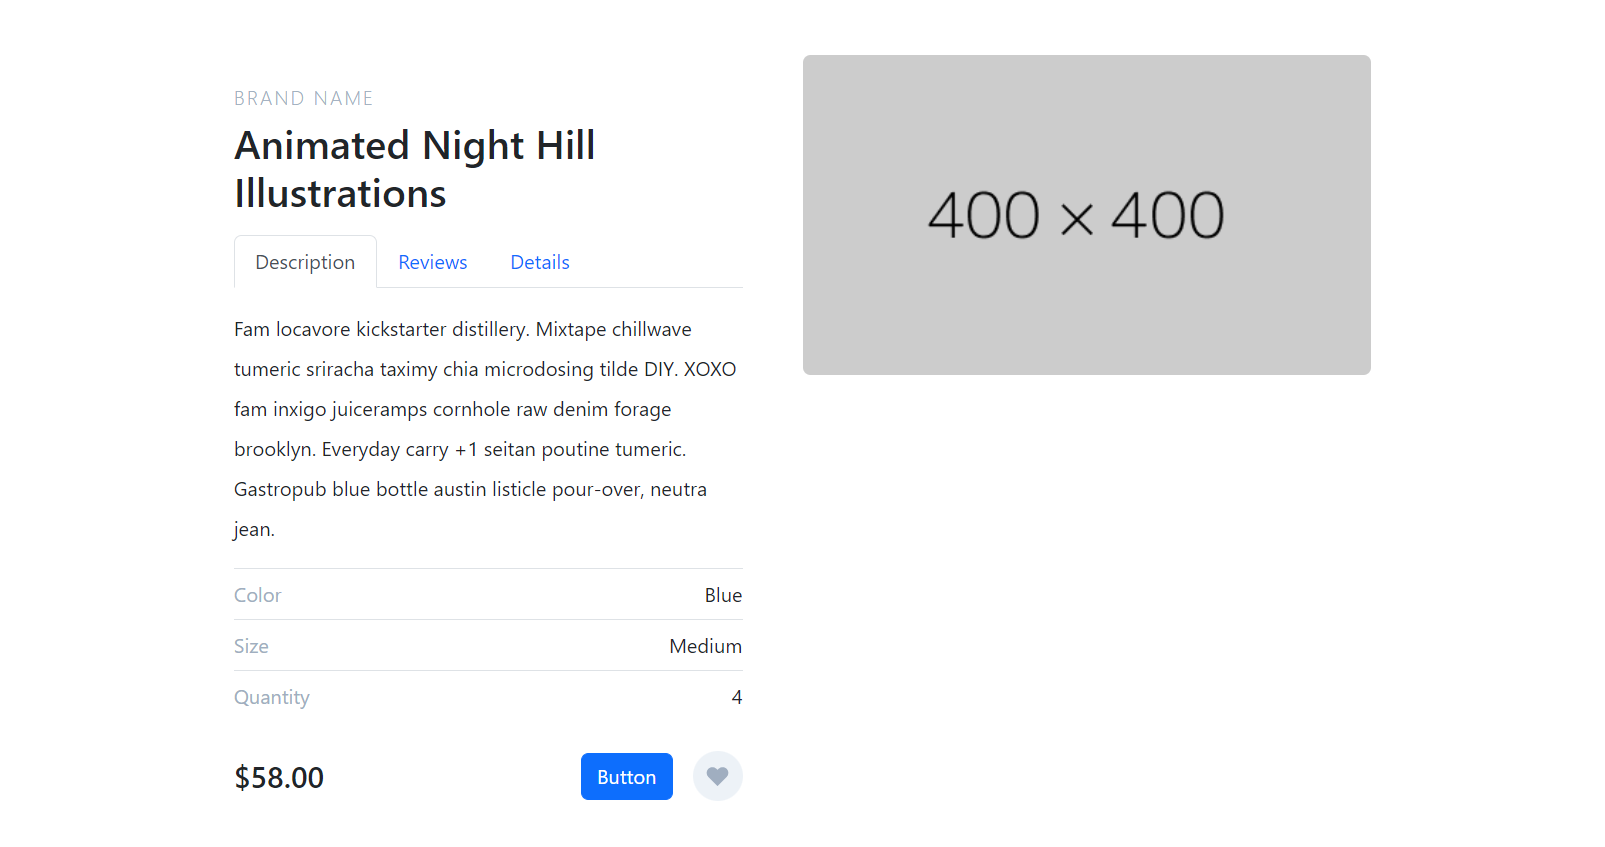 BRAND NAME
Animated Night Hill
Illustrations
Description
Reviews
Details
Fam locavore kickstarter distillery. Mixtape chillwave
tumeric sriracha taximy chia microdosing tilde DIY. XOXO
fam inxigo juiceramps cornhole raw denim forage
brooklyn. Everyday carry +1 seitan poutine tumeric.
Gastropub blue bottle austin listicle pour-over, neutra
jean.
Color Blue
Size Medium
Quantity 4
$58.00 Button
400 × 400